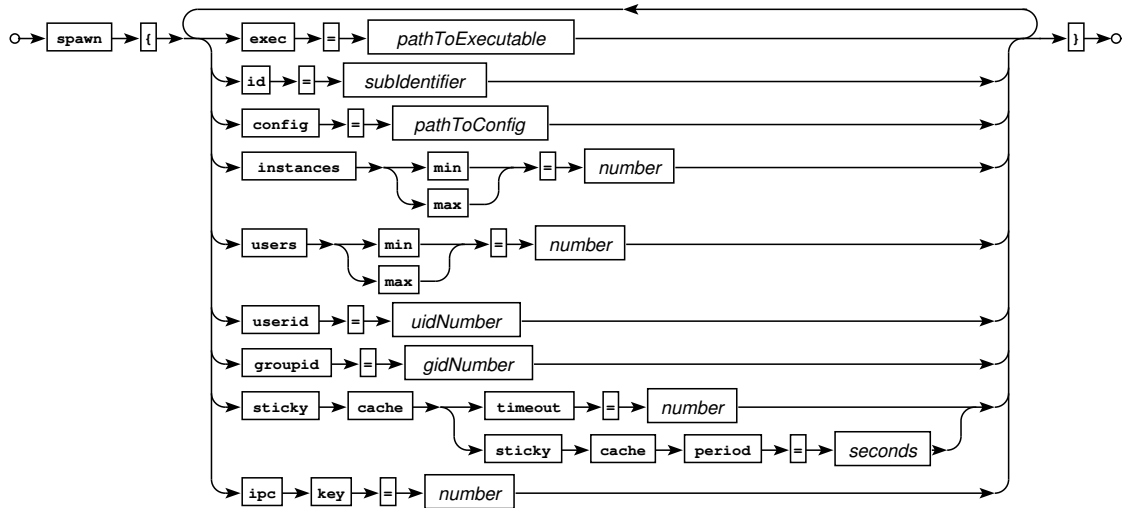 spawn { exec = pathToExecutable }
id = subIdentifier
config = pathToConfig
instances min = number
max
users min = number
max
userid = uidNumber
groupid = gidNumber
sticky cache timeout = number
sticky cache period = seconds
ipc key = number